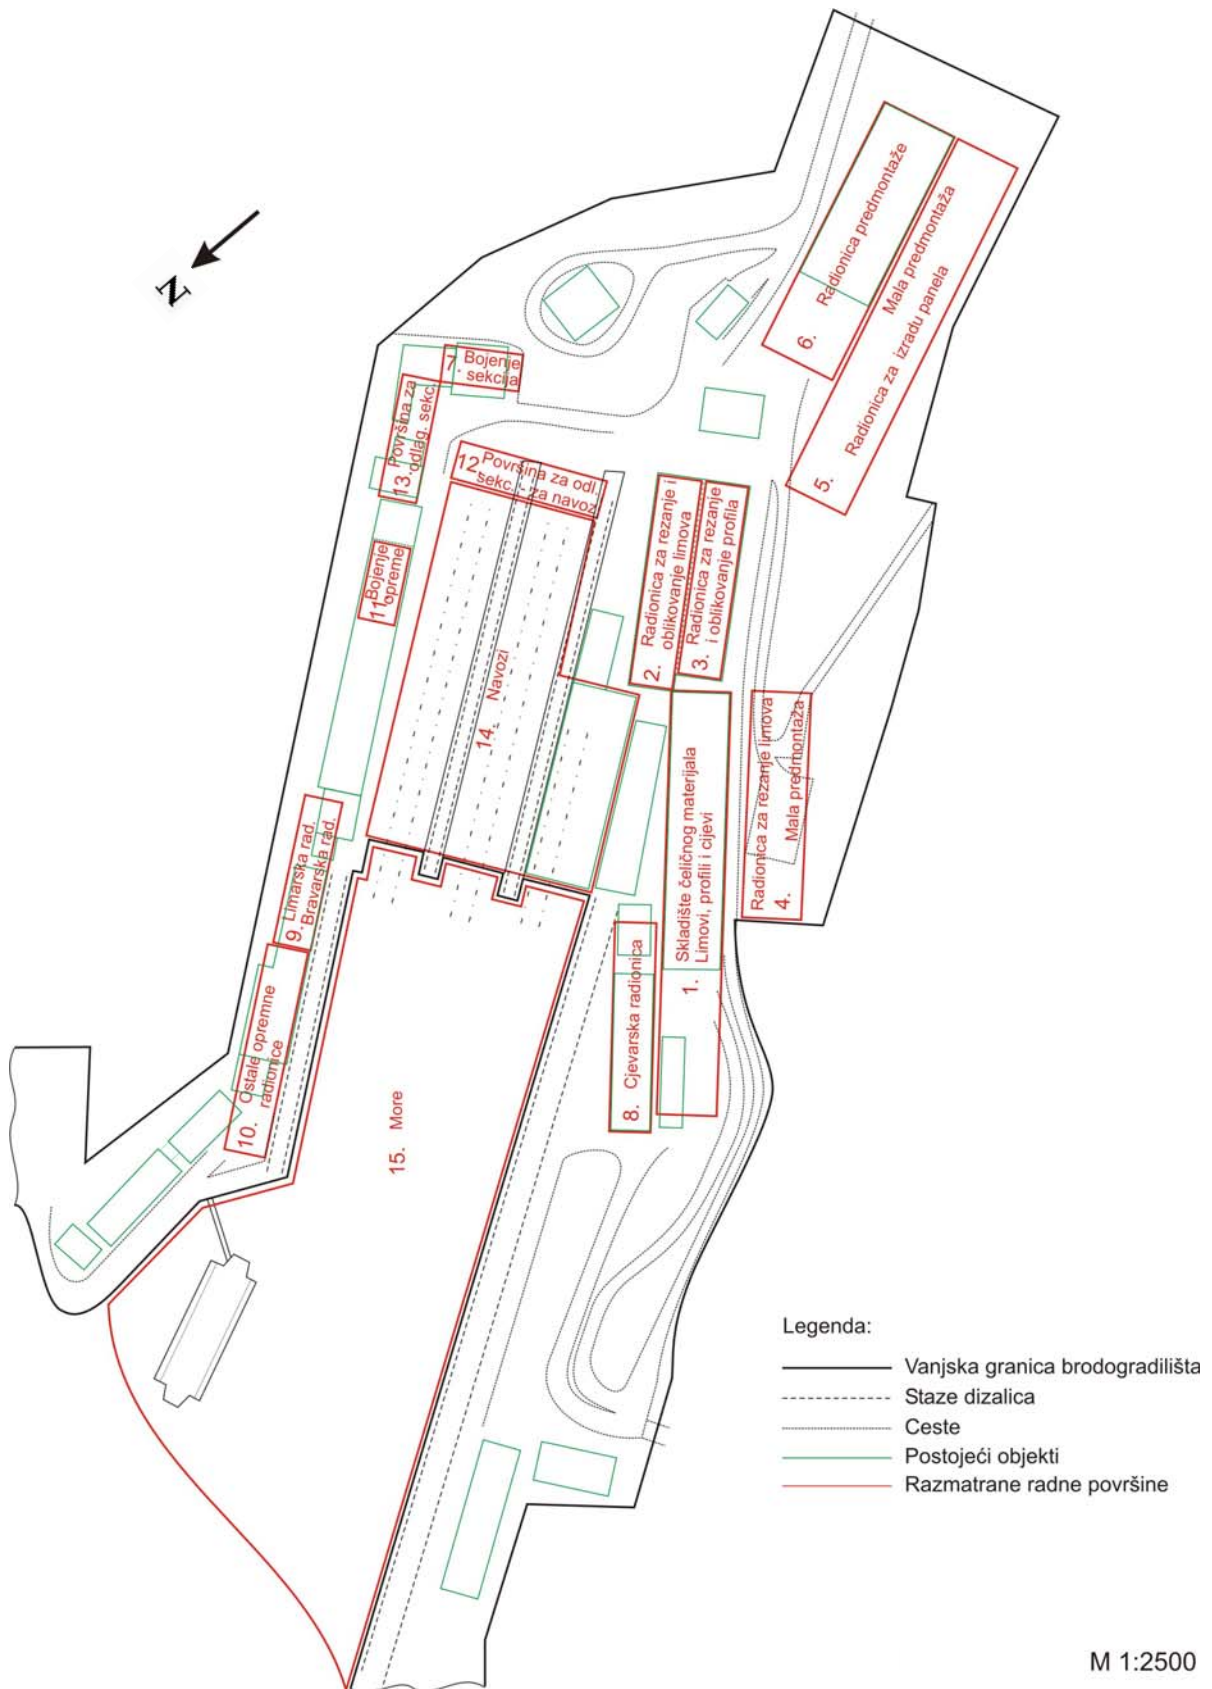 N
6. Radionica predmontaže
Mala predmontaža
5. Radionica za izradu panela
7. Bojenje
sekcija
13. Površina za
odlag. sekc.
12. Površina za odl.
sekc. - za navoz
11. Bojenje
opreme
2. Radionica za rezanje i
oblikovanje limova
3. Radionica za rezanje
i oblikovanje profila
14. Navozi
Radionica za rezanje limova
4. Mala predmontaža
Skladište čeličnog materijala
1. Limovi, profili i cijevi
9. Limarska rad.
Bravarska rad.
8. Cjevarska radionica
10. Ostale opremne
radionice
15. More
Legenda:
Vanjska granica brodogradilišta
Staze dizalica
Ceste
Postojeći objekti
Razmatrane radne površine
M 1:2500